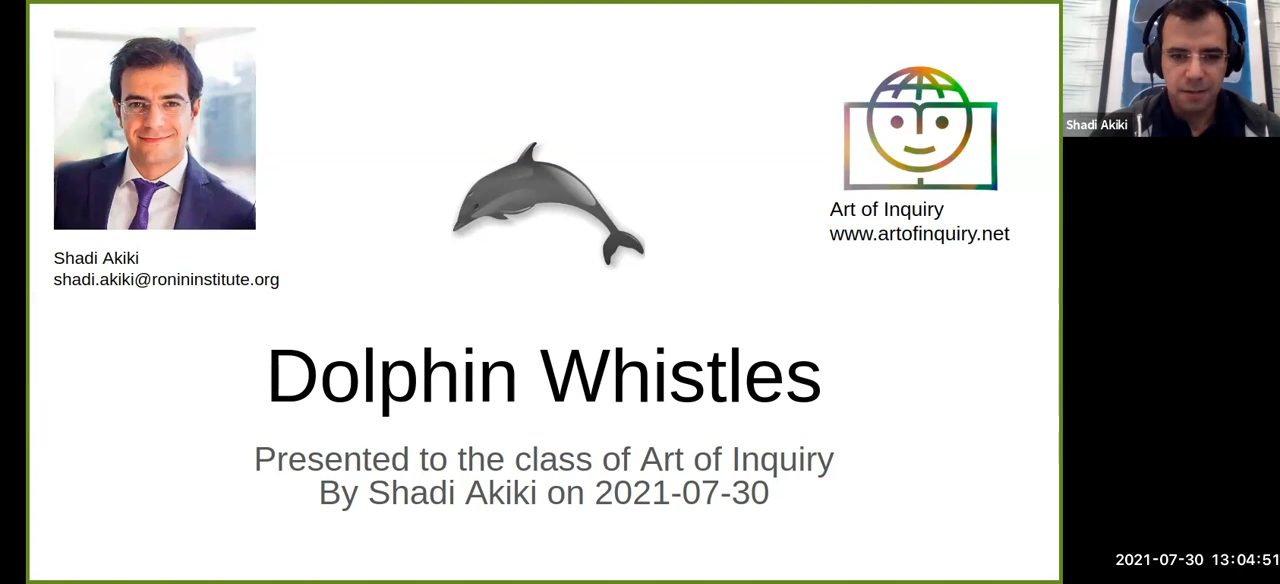 Shadi Akiki
shadi.akiki@ronininstitute.org
Art of Inquiry
www.artofinquiry.net
Dolphin Whistles
Presented to the class of Art of Inquiry
By Shadi Akiki on 2021-07-30
Shadi Akiki
2021-07-30 13:04:51